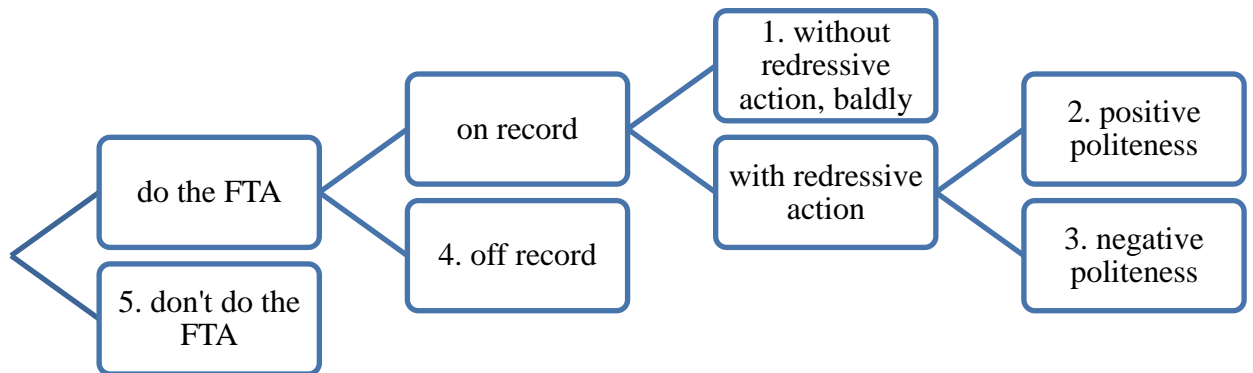 do the FTA
5. don't do the
FTA
on record
4. off record
1. without
redressive
action, baldly
with redressive
action
2. positive
politeness
3. negative
politeness